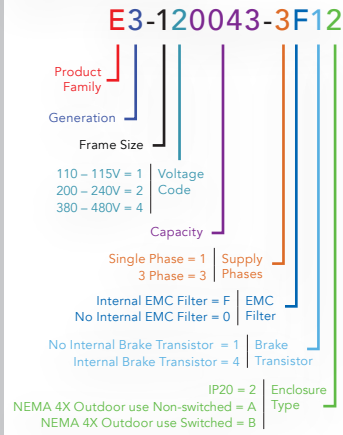 E3-120043-3F12
Product
Family
Generation
Frame Size
110 – 115V = 1
200 – 240V = 2
380 – 480V = 4
Voltage
Code
Capacity
Single Phase = 1
3 Phase = 3
Supply
Phases
Internal EMC Filter = F
No Internal EMC Filter = 0
EMC
Filter
No Internal Brake Transistor = 1
Internal Brake Transistor = 4
Brake
Transistor
IP20 = 2
NEMA 4X Outdoor use Non-switched = A
NEMA 4X Outdoor use Switched = B
Enclosure
Type